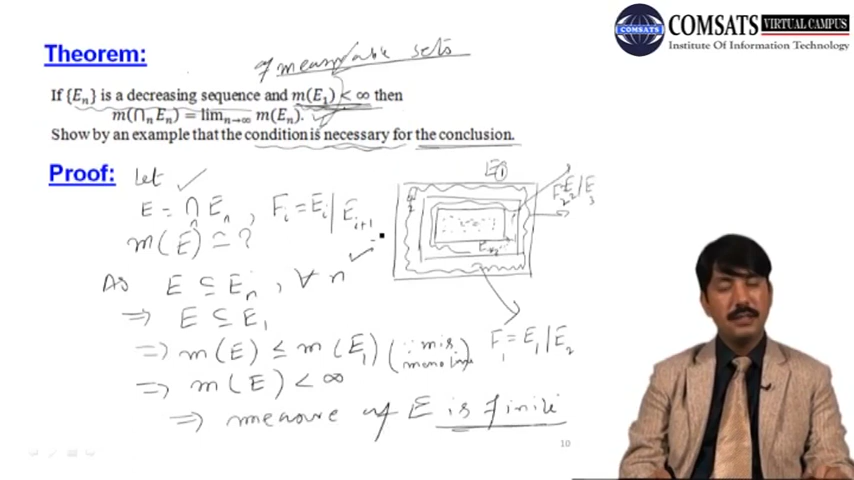 COMSATS VIRTUAL CAMPUS
Institute Of Information Technology
COMSATS
Theorem:
of measurable sets
If {Eₙ} is a decreasing sequence and m(E₁) < ∞ then
m(⋂ₙ Eₙ) = limₙ→∞ m(Eₙ).
Show by an example that the condition is necessary for the conclusion.
Proof: Let
E = ∩ Eₙ , Fᵢ = Eᵢ | Eᵢ₊₁
n
m(E) = ?
As E ⊆ Eₙ , ∀ n
⇒ E ⊆ E₁
⇒ m(E) ≤ m(E₁) (∵ m is
monotone)
⇒ m(E) < ∞
⇒ measure of E is finite
E₁
F₂ = E₂ / E₃
F₁ = E₁ | E₂
10